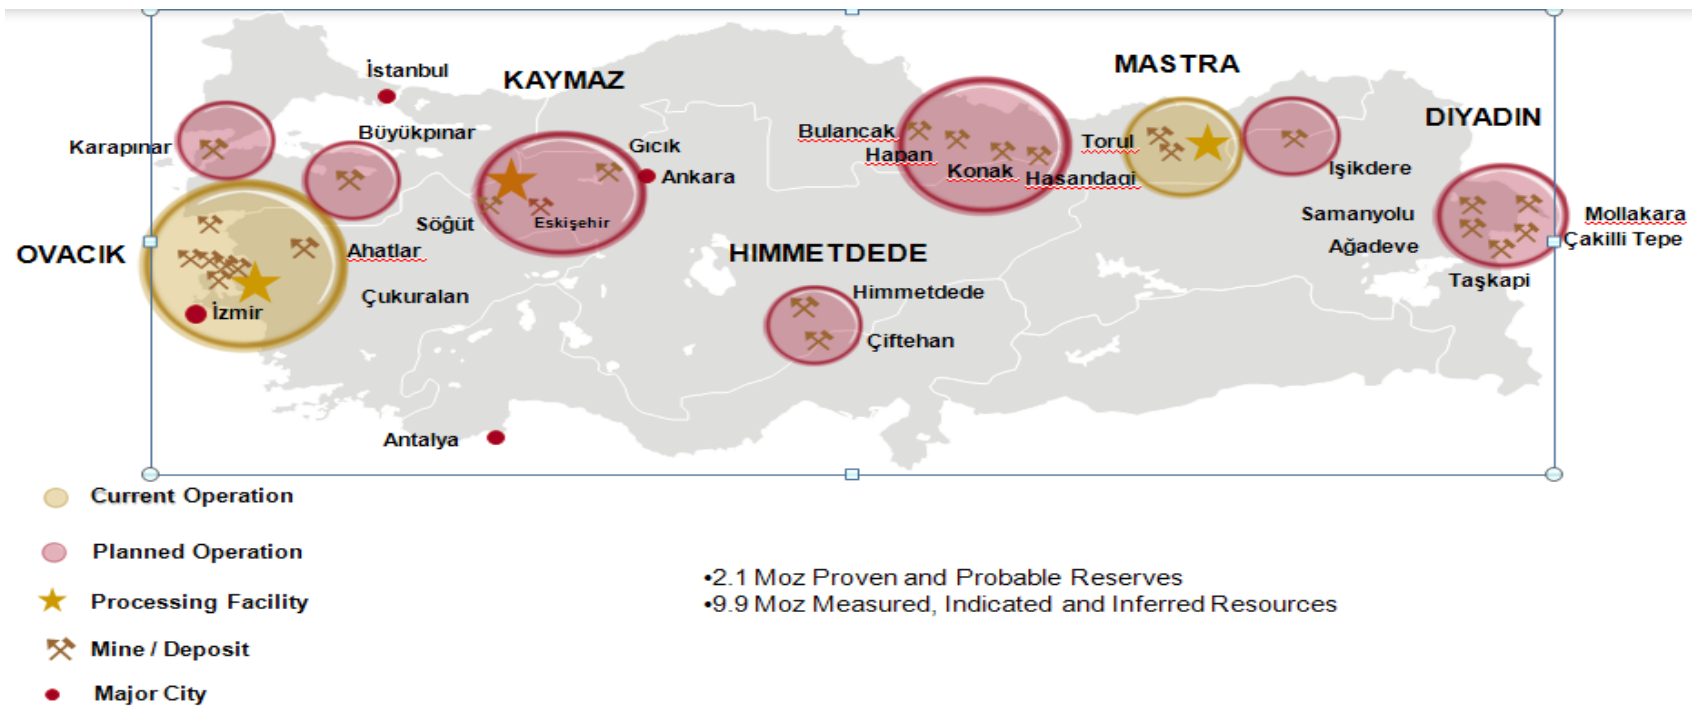 İstanbul
KAYMAZ
MASTRA
DIYADIN
Karapınar
Büyükpınar
Gıcık
Ankara
Bulancak
Hapan
Konak
Hasandagi
Torul
Işikdere
Söğüt
Eskişehir
Samanyolu
Mollakara
Ağadeve
Çakilli Tepe
Taşkapi
OVACIK
Ahatlar
HIMMETDEDE
Çukuralan
Himmetdede
İzmir
Çiftehan
Antalya
Current Operation
Planned Operation
Processing Facility
Mine / Deposit
Major City
•2.1 Moz Proven and Probable Reserves
•9.9 Moz Measured, Indicated and Inferred Resources